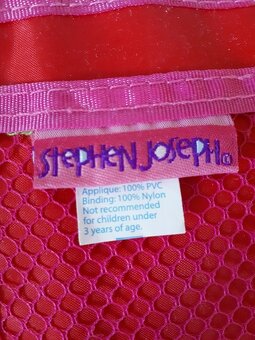 STEPHEN JOSEPH®
Applique: 100% PVC
Binding: 100% Nylon
Not recommended
for children under
3 years of age.